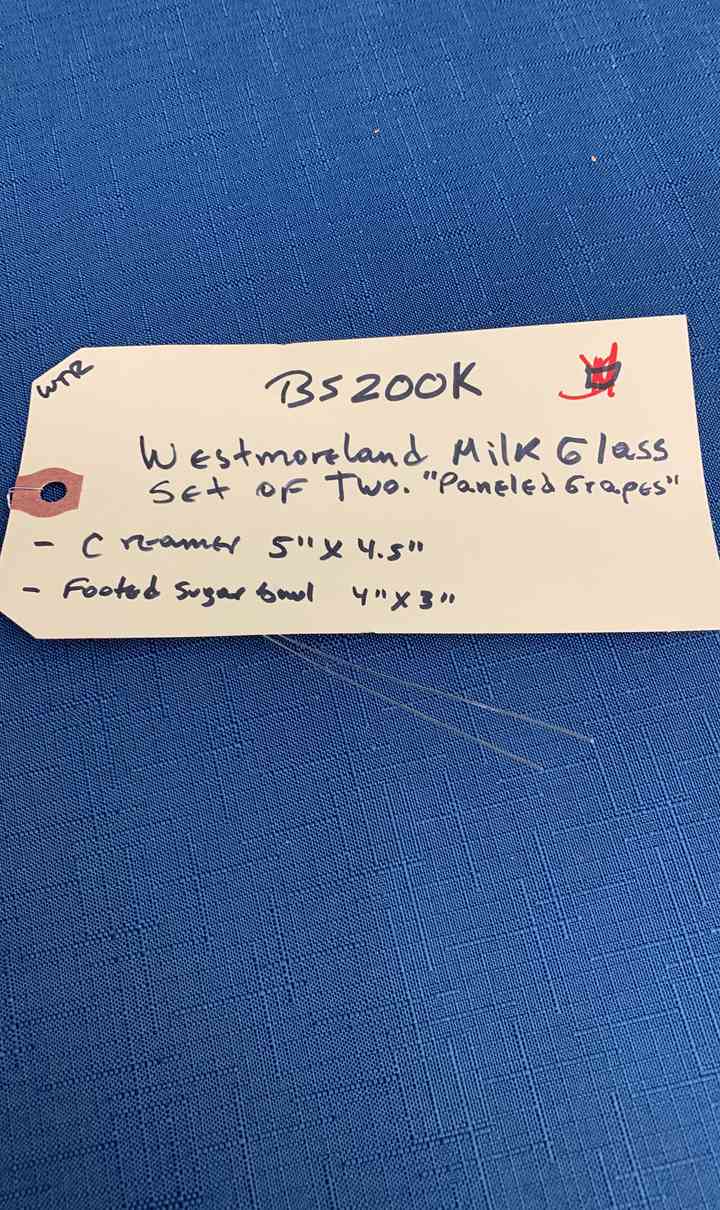 WTR
BS200K
Westmoreland Milk Glass
Set of Two. "Paneled Grapes"
- Creamer 5" X 4.5"
- Footed Sugar bowl 4" X 3"